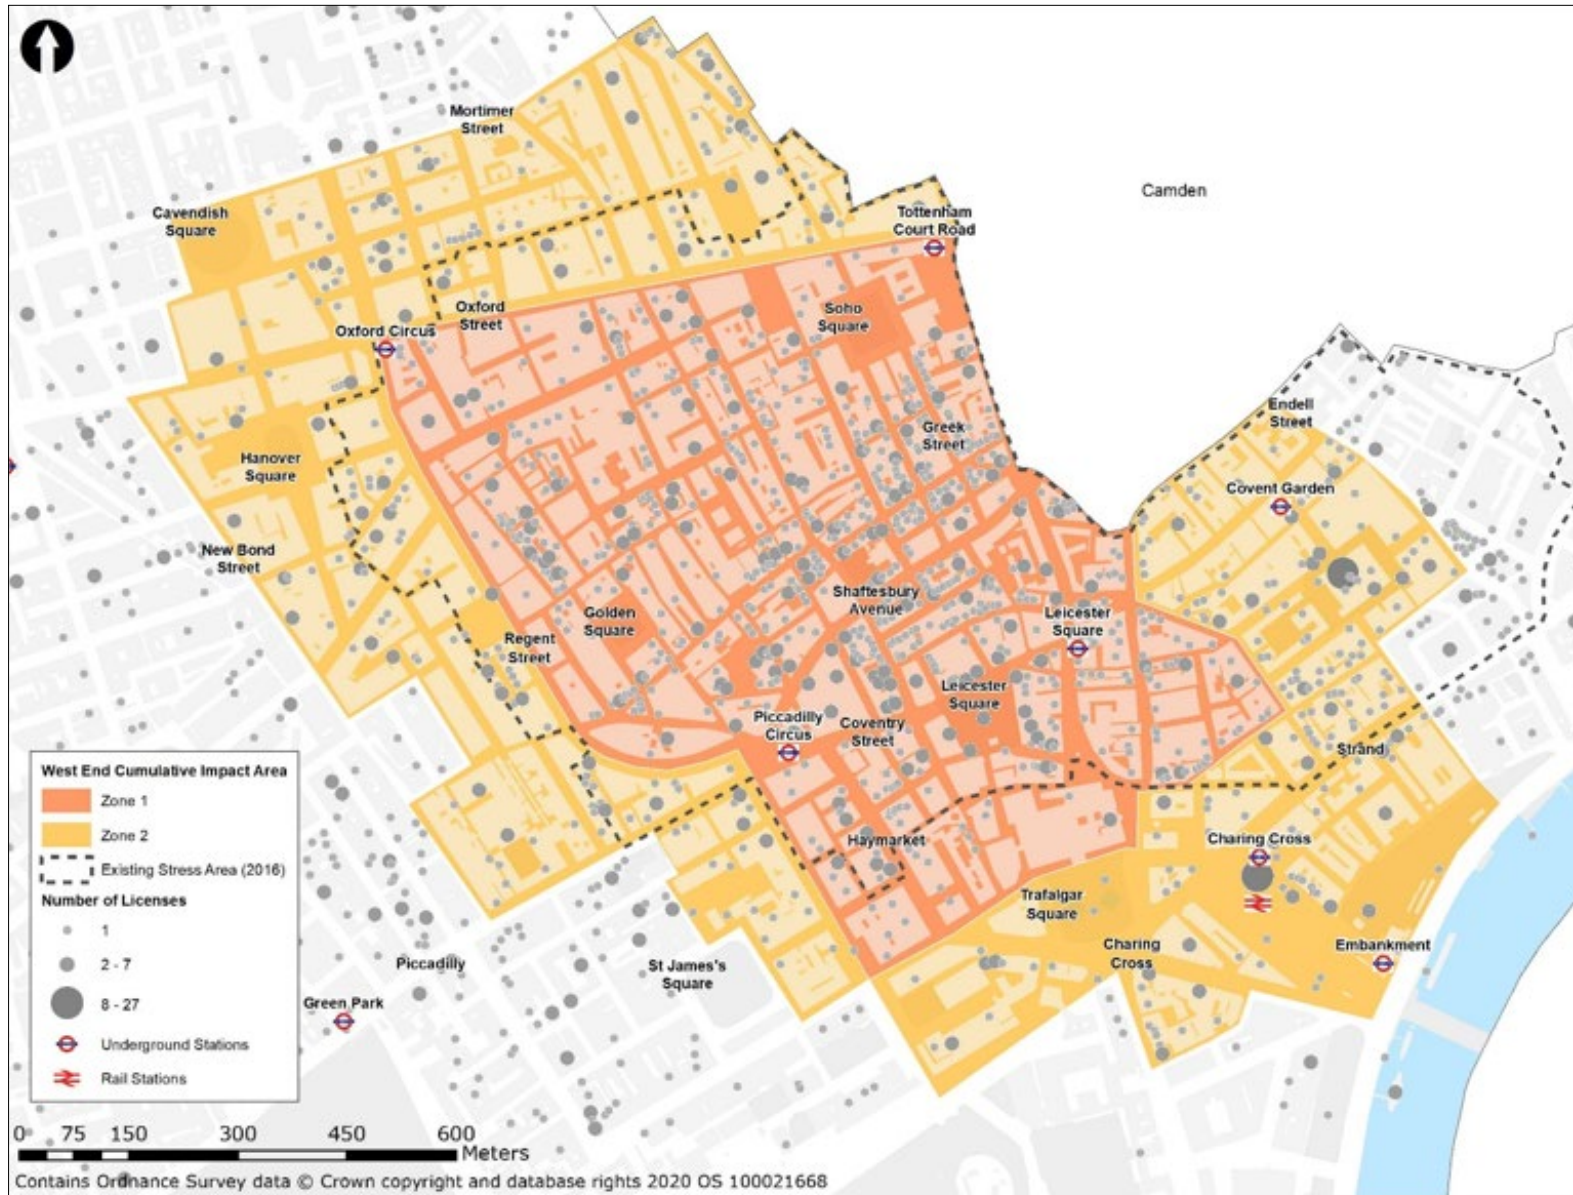 Mortimer
Street
Camden
Cavendish
Square
Tottenham
Court Road
Oxford
Street
Soho
Square
Oxford Circus
Endell
Street
Greek
Street
Hanover
Square
Covent Garden
New Bond
Street
Shaftesbury
Avenue
Golden
Square
Leicester
Square
Regent
Street
Leicester
Square
Piccadilly
Circus
Coventry
Street
Strand
Haymarket
Charing Cross
Trafalgar
Square
Charing
Cross
Embankment
Piccadilly
St James's
Square
Green Park
West End Cumulative Impact Area
Zone 1
Zone 2
Existing Stress Area (2016)
Number of Licenses
1
2 - 7
8 - 27
Underground Stations
Rail Stations
0 75 150 300 450 600
Meters
Contains Ordnance Survey data © Crown copyright and database rights 2020 OS 100021668